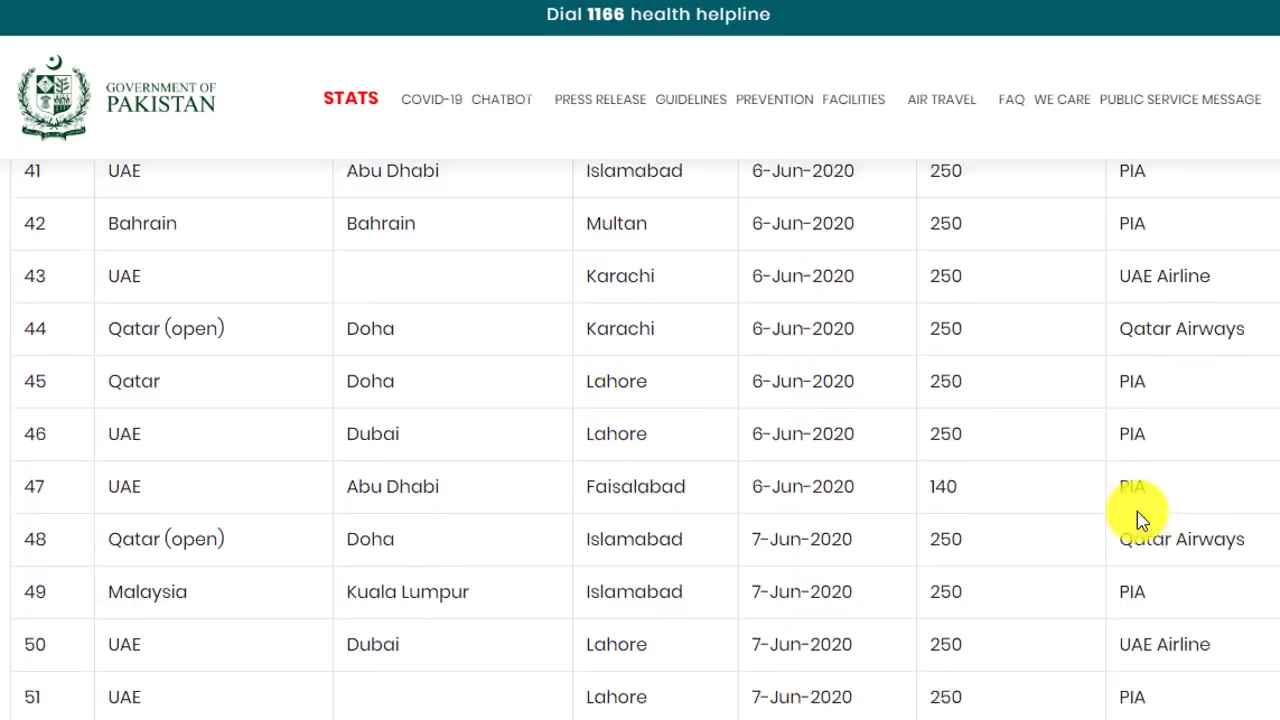 Dial 1166 health helpline
GOVERNMENT OF
PAKISTAN
STATS COVID-19 CHATBOT PRESS RELEASE GUIDELINES PREVENTION FACILITIES AIR TRAVEL FAQ WE CARE PUBLIC SERVICE MESSAGE
41 UAE Abu Dhabi Islamabad 6-Jun-2020 250 PIA
42 Bahrain Bahrain Multan 6-Jun-2020 250 PIA
43 UAE Karachi 6-Jun-2020 250 UAE Airline
44 Qatar (open) Doha Karachi 6-Jun-2020 250 Qatar Airways
45 Qatar Doha Lahore 6-Jun-2020 250 PIA
46 UAE Dubai Lahore 6-Jun-2020 250 PIA
47 UAE Abu Dhabi Faisalabad 6-Jun-2020 140 PIA
48 Qatar (open) Doha Islamabad 7-Jun-2020 250 Qatar Airways
49 Malaysia Kuala Lumpur Islamabad 7-Jun-2020 250 PIA
50 UAE Dubai Lahore 7-Jun-2020 250 UAE Airline
51 UAE Lahore 7-Jun-2020 250 PIA